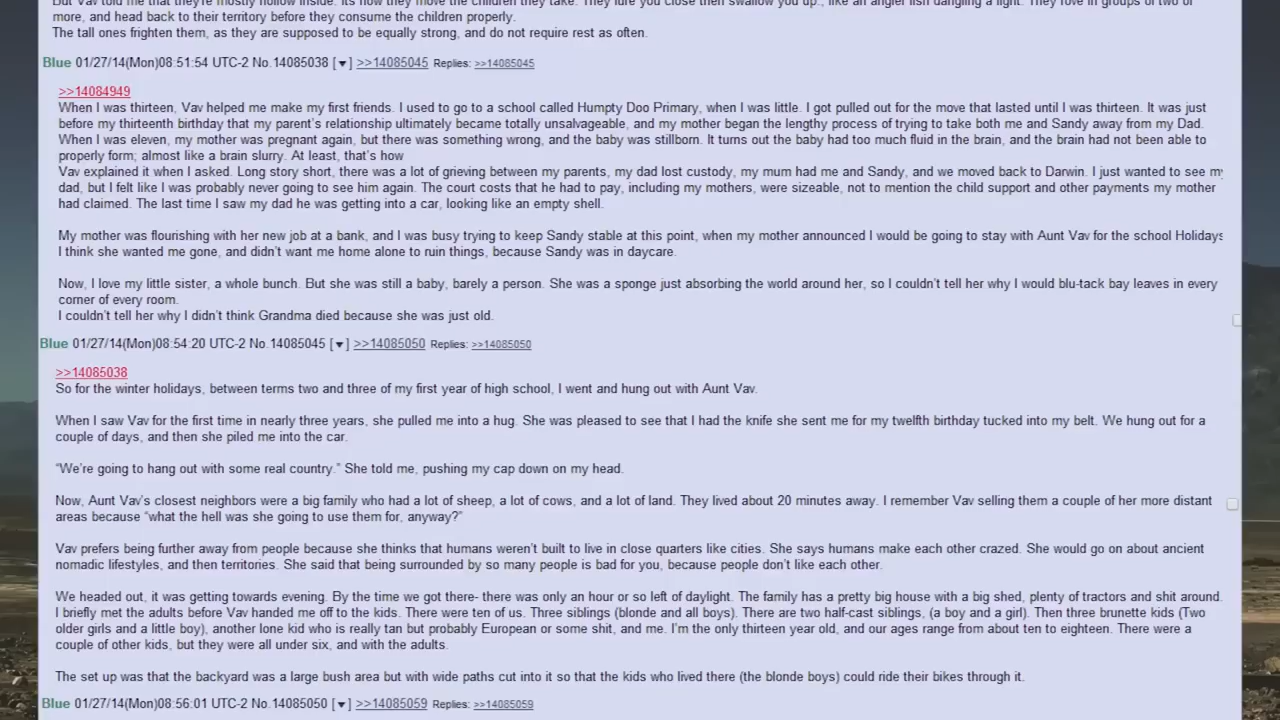 But Vav told me that they're mostly hollow inside. Its how they move the children they take. They lure you close then swallow you up., like an angler fish dangling a light. They rove in groups of two or
more, and head back to their territory before they consume the children properly.
The tall ones frighten them, as they are supposed to be equally strong, and do not require rest as often.
Blue 01/27/14(Mon)08:51:54 UTC-2 No.14085038 [▼] >>14085045 Replies: >>14085045
>>14084949
When I was thirteen, Vav helped me make my first friends. I used to go to a school called Humpty Doo Primary, when I was little. I got pulled out for the move that lasted until I was thirteen. It was just
before my thirteenth birthday that my parent's relationship ultimately became totally unsalvageable, and my mother began the lengthy process of trying to take both me and Sandy away from my Dad.
When I was eleven, my mother was pregnant again, but there was something wrong, and the baby was stillborn. It turns out the baby had too much fluid in the brain, and the brain had not been able to
properly form; almost like a brain slurry. At least, that's how
Vav explained it when I asked. Long story short, there was a lot of grieving between my parents, my dad lost custody, my mum had me and Sandy, and we moved back to Darwin. I just wanted to see my
dad, but I felt like I was probably never going to see him again. The court costs that he had to pay, including my mothers, were sizeable, not to mention the child support and other payments my mother
had claimed. The last time I saw my dad he was getting into a car, looking like an empty shell.
My mother was flourishing with her new job at a bank, and I was busy trying to keep Sandy stable at this point, when my mother announced I would be going to stay with Aunt Vav for the school Holidays
I think she wanted me gone, and didn't want me home alone to ruin things, because Sandy was in daycare.
Now, I love my little sister, a whole bunch. But she was still a baby, barely a person. She was a sponge just absorbing the world around her, so I couldn't tell her why I would blu-tack bay leaves in every
corner of every room.
I couldn't tell her why I didn't think Grandma died because she was just old.
Blue 01/27/14(Mon)08:54:20 UTC-2 No.14085045 [▼] >>14085050 Replies: >>14085050
>>14085038
So for the winter holidays, between terms two and three of my first year of high school, I went and hung out with Aunt Vav.
When I saw Vav for the first time in nearly three years, she pulled me into a hug. She was pleased to see that I had the knife she sent me for my twelfth birthday tucked into my belt. We hung out for a
couple of days, and then she piled me into the car.
“We're going to hang out with some real country.” She told me, pushing my cap down on my head.
Now, Aunt Vav's closest neighbors were a big family who had a lot of sheep, a lot of cows, and a lot of land. They lived about 20 minutes away. I remember Vav selling them a couple of her more distant
areas because “what the hell was she going to use them for, anyway?”
Vav prefers being further away from people because she thinks that humans weren't built to live in close quarters like cities. She says humans make each other crazed. She would go on about ancient
nomadic lifestyles, and then territories. She said that being surrounded by so many people is bad for you, because people don't like each other.
We headed out, it was getting towards evening. By the time we got there- there was only an hour or so left of daylight. The family has a pretty big house with a big shed, plenty of tractors and shit around.
I briefly met the adults before Vav handed me off to the kids. There were ten of us. Three siblings (blonde and all boys). There are two half-cast siblings, (a boy and a girl). Then three brunette kids (Two
older girls and a little boy), another lone kid who is really tan but probably European or some shit, and me. I'm the only thirteen year old, and our ages range from about ten to eighteen. There were a
couple of other kids, but they were all under six, and with the adults.
The set up was that the backyard was a large bush area but with wide paths cut into it so that the kids who lived there (the blonde boys) could ride their bikes through it.
Blue 01/27/14(Mon)08:56:01 UTC-2 No.14085050 [▼] >>14085059 Replies: >>14085059